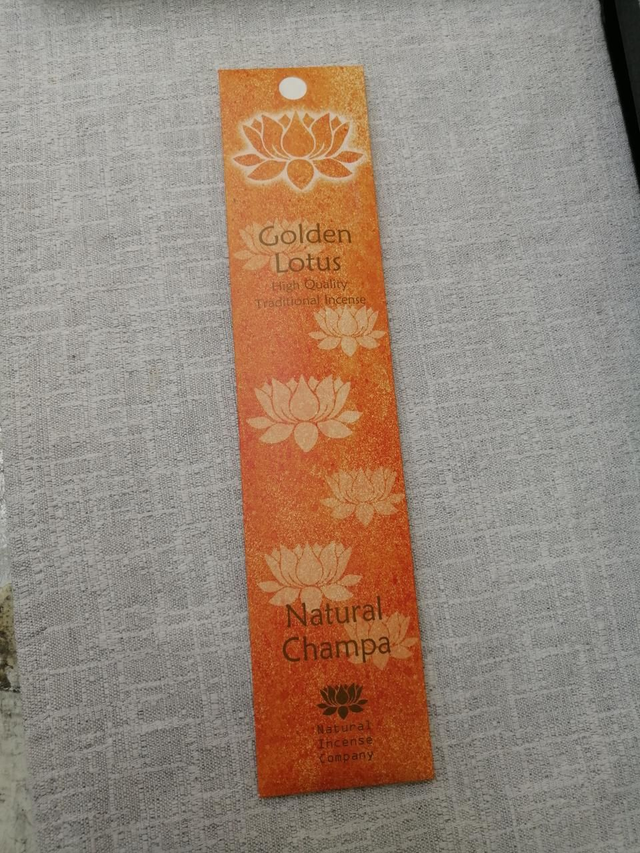 Golden
Lotus
High Quality
Traditional Incense
Natural
Champa
Natural
Incense
Company